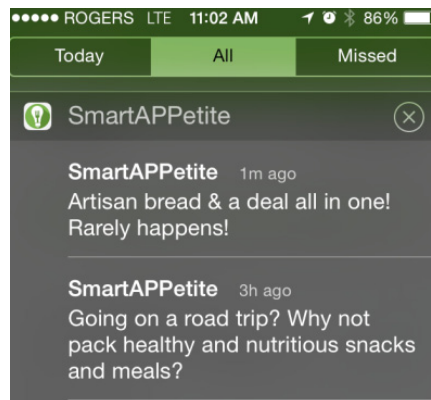 ROGERS LTE 11:02 AM 86%
Today All Missed
SmartAPPetite
SmartAPPetite 1m ago
Artisan bread & a deal all in one!
Rarely happens!
SmartAPPetite 3h ago
Going on a road trip? Why not
pack healthy and nutritious snacks
and meals?